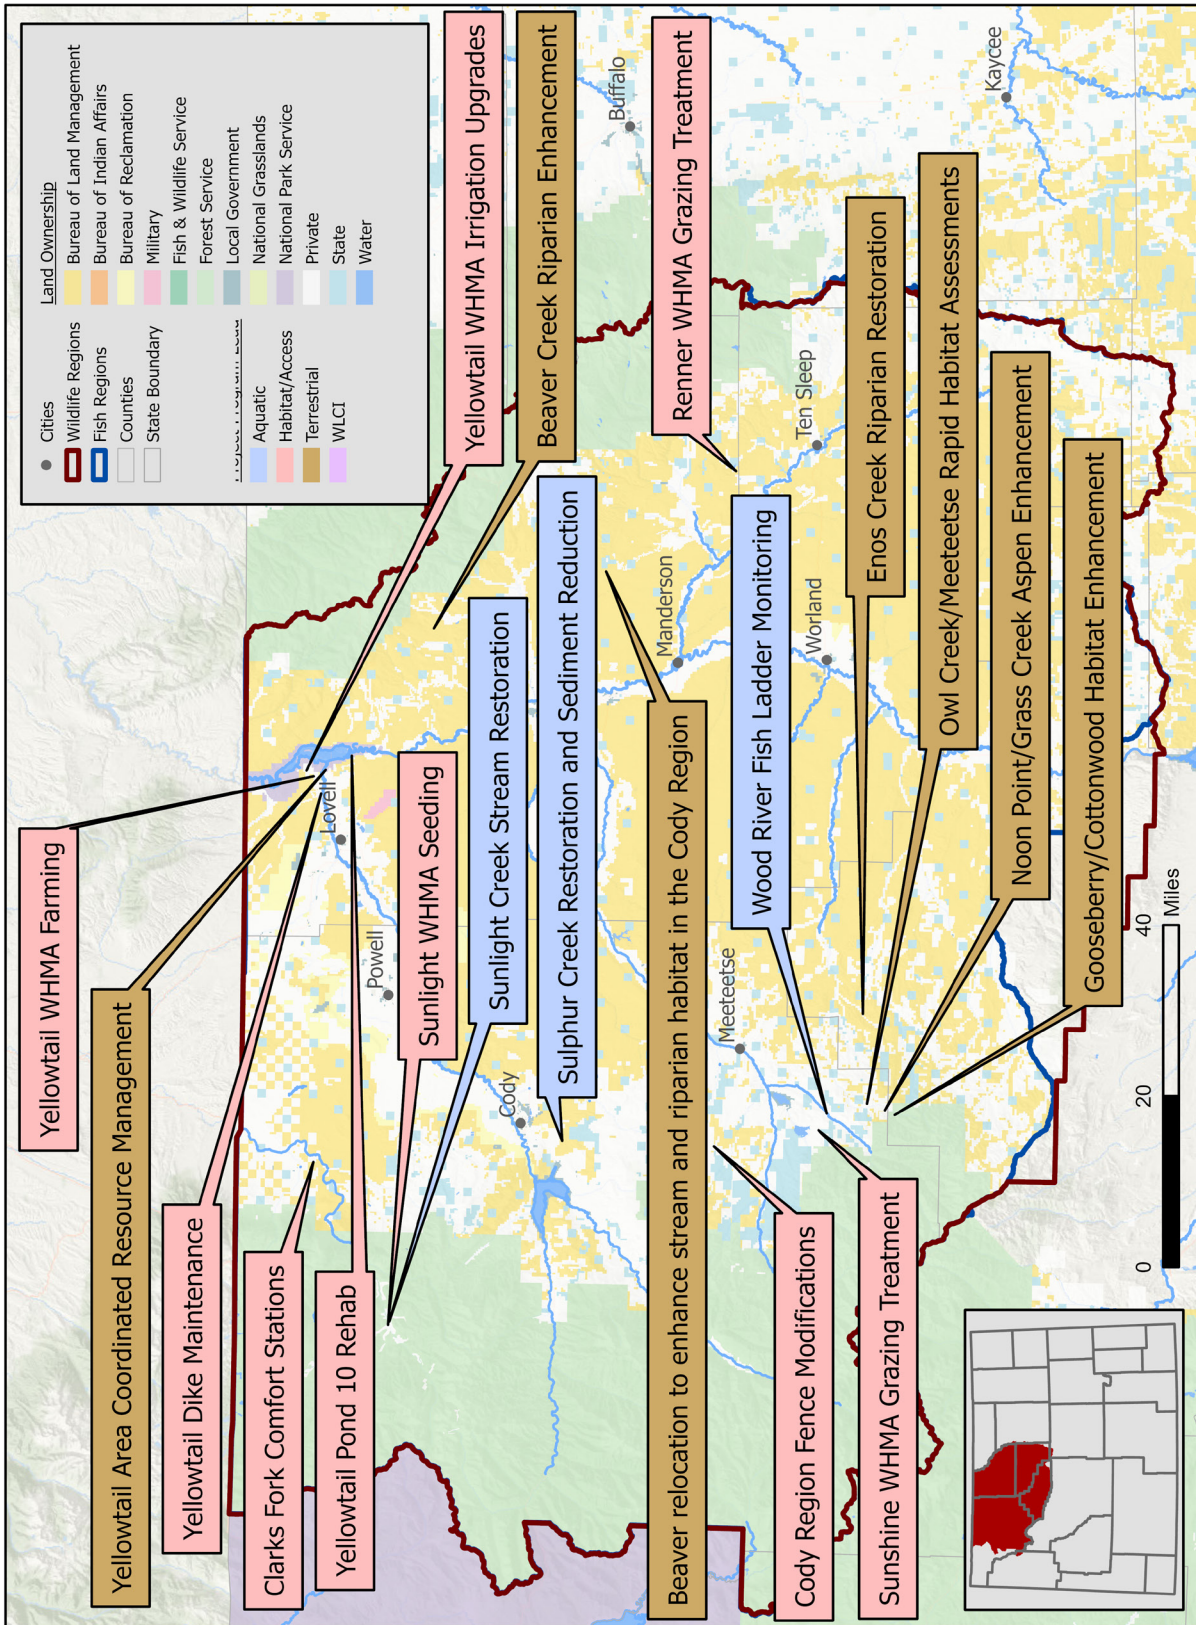 Yellowtail WHMA Farming
Yellowtail Area Coordinated Resource Management
Yellowtail Dike Maintenance
Clarks Fork Comfort Stations
Yellowtail Pond 10 Rehab
Sunlight WHMA Seeding
Sunlight Creek Stream Restoration
Sulphur Creek Restoration and Sediment Reduction
Beaver relocation to enhance stream and riparian habitat in the Cody Region
Cody Region Fence Modifications
Sunshine WHMA Grazing Treatment
Wood River Fish Ladder Monitoring
Yellowtail WHMA Irrigation Upgrades
Beaver Creek Riparian Enhancement
Renner WHMA Grazing Treatment
Enos Creek Riparian Restoration
Owl Creek/Meeteetse Rapid Habitat Assessments
Noon Point/Grass Creek Aspen Enhancement
Gooseberry/Cottonwood Habitat Enhancement
Lovell
Powell
Cody
Meeteetse
Manderson
Worland
Ten Sleep
Buffalo
Kaycee
Cities
Wildlife Regions
Fish Regions
Counties
State Boundary
Project Program Lead
Aquatic
Habitat/Access
Terrestrial
WLCI
Land Ownership
Bureau of Land Management
Bureau of Indian Affairs
Bureau of Reclamation
Military
Fish & Wildlife Service
Forest Service
Local Government
National Grasslands
National Park Service
Private
State
Water
0 20 40
Miles